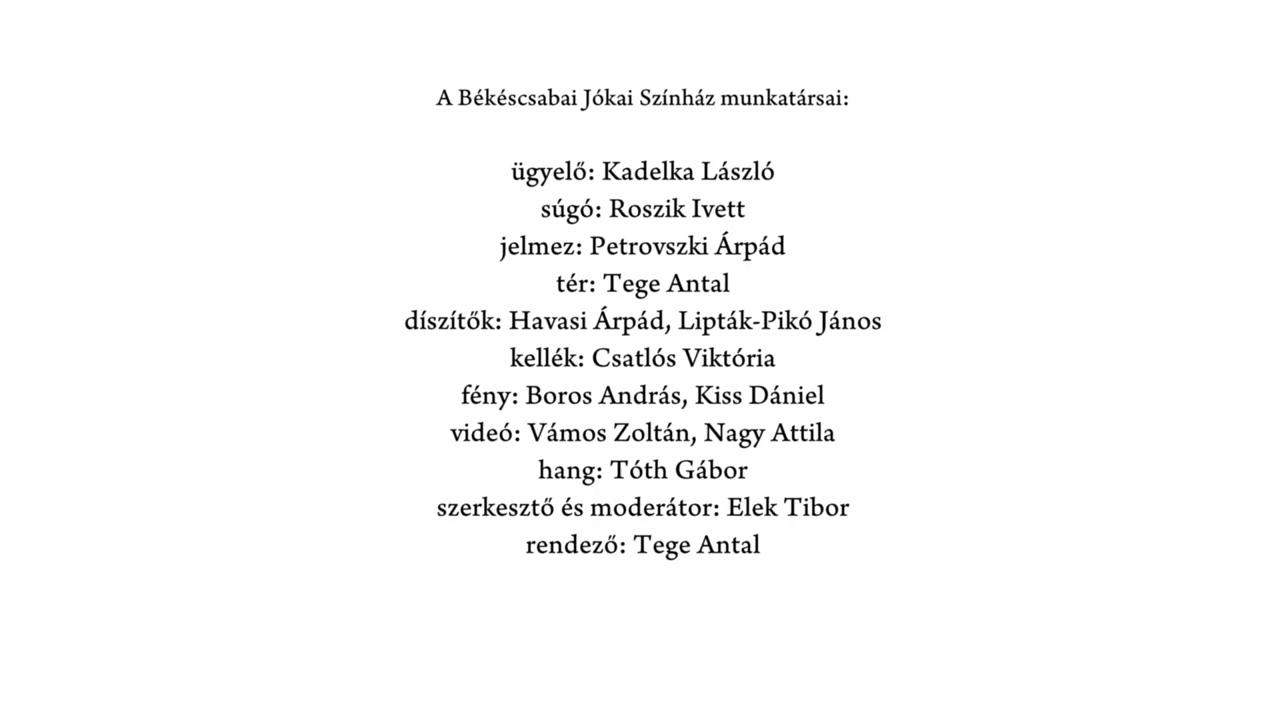 A Békéscsabai Jókai Színház munkatársai:
ügyelő: Kadelka László
súgó: Roszik Ivett
jelmez: Petrovszki Árpád
tér: Tege Antal
díszítők: Havasi Árpád, Lipták-Pikó János
kellék: Csatlós Viktória
fény: Boros András, Kiss Dániel
videó: Vámos Zoltán, Nagy Attila
hang: Tóth Gábor
szerkesztő és moderátor: Elek Tibor
rendező: Tege Antal